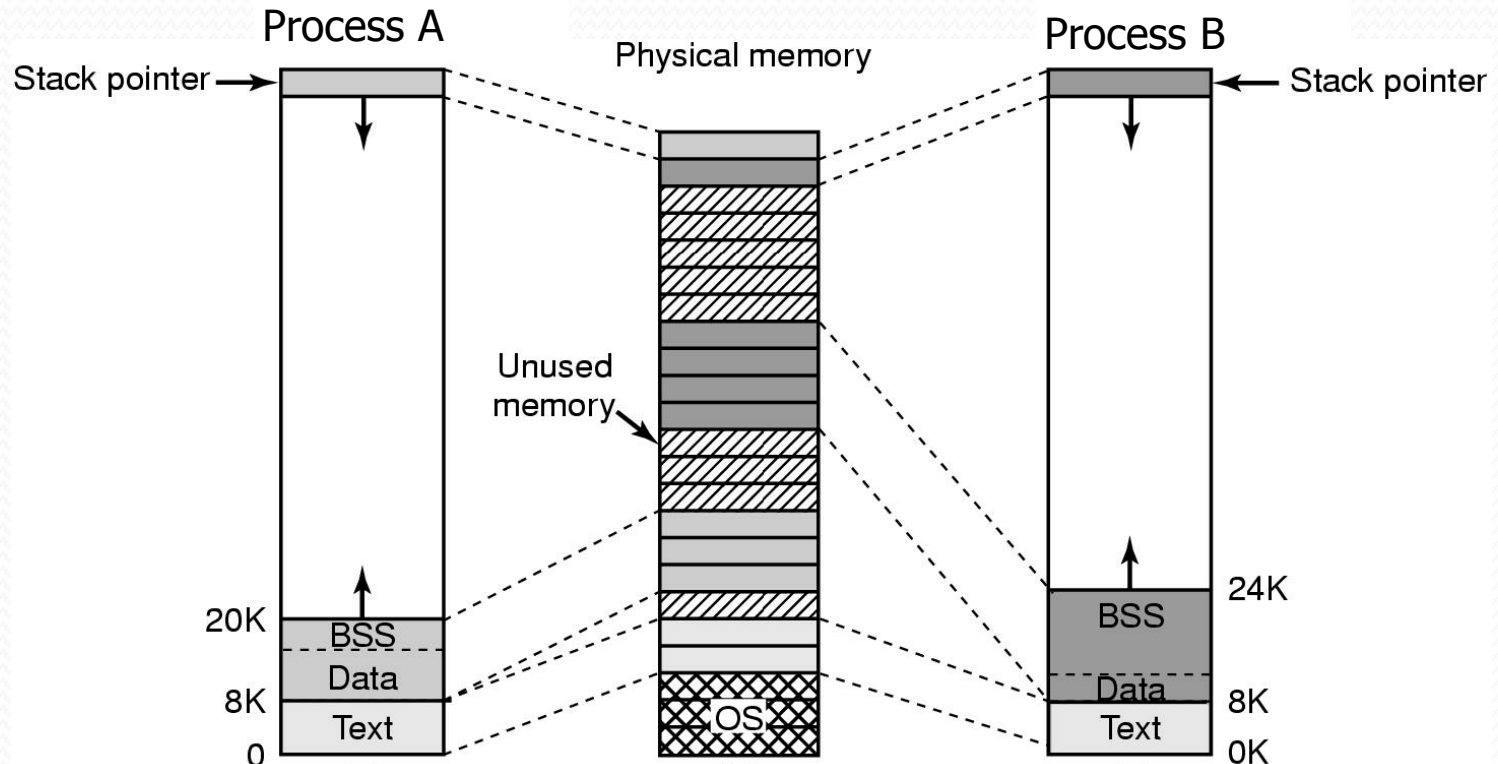 Process A
Physical memory
Process B
Stack pointer
Stack pointer
Unused
memory
20K
BSS
Data
8K
Text
0
OS
24K
BSS
Data
8K
Text
0K